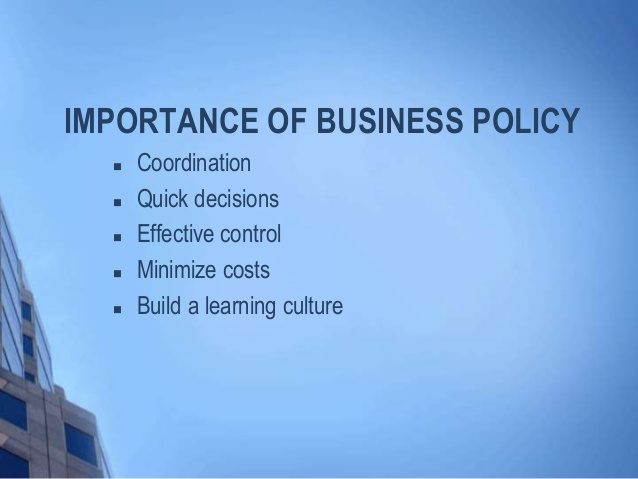 IMPORTANCE OF BUSINESS POLICY
Coordination
Quick decisions
Effective control
Minimize costs
Build a learning culture